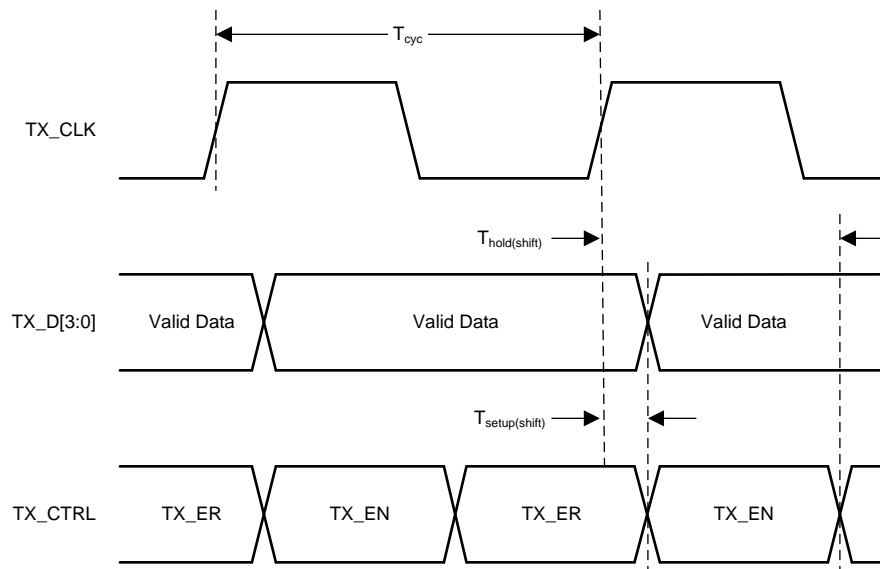 Tcyc
TX_CLK
Thold(shift)
TX_D[3:0]
Valid Data
Valid Data
Valid Data
Tsetup(shift)
TX_CTRL
TX_ER
TX_EN
TX_ER
TX_EN